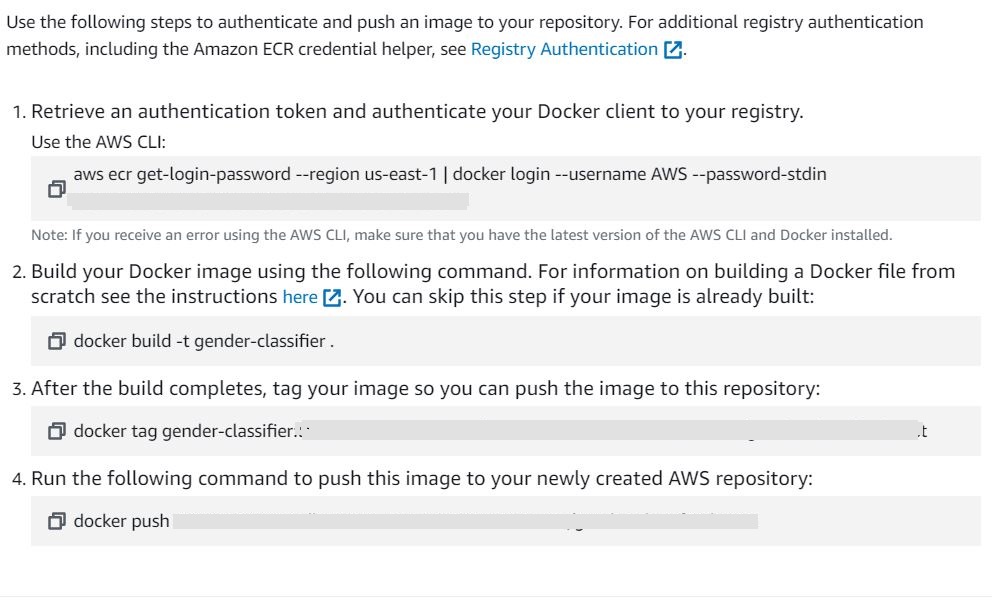 Use the following steps to authenticate and push an image to your repository. For additional registry authentication
methods, including the Amazon ECR credential helper, see Registry Authentication.
1. Retrieve an authentication token and authenticate your Docker client to your registry.
Use the AWS CLI:
aws ecr get-login-password --region us-east-1 | docker login --username AWS --password-stdin
Note: If you receive an error using the AWS CLI, make sure that you have the latest version of the AWS CLI and Docker installed.
2. Build your Docker image using the following command. For information on building a Docker file from
scratch see the instructions here. You can skip this step if your image is already built:
docker build -t gender-classifier .
3. After the build completes, tag your image so you can push the image to this repository:
docker tag gender-classifier
4. Run the following command to push this image to your newly created AWS repository:
docker push